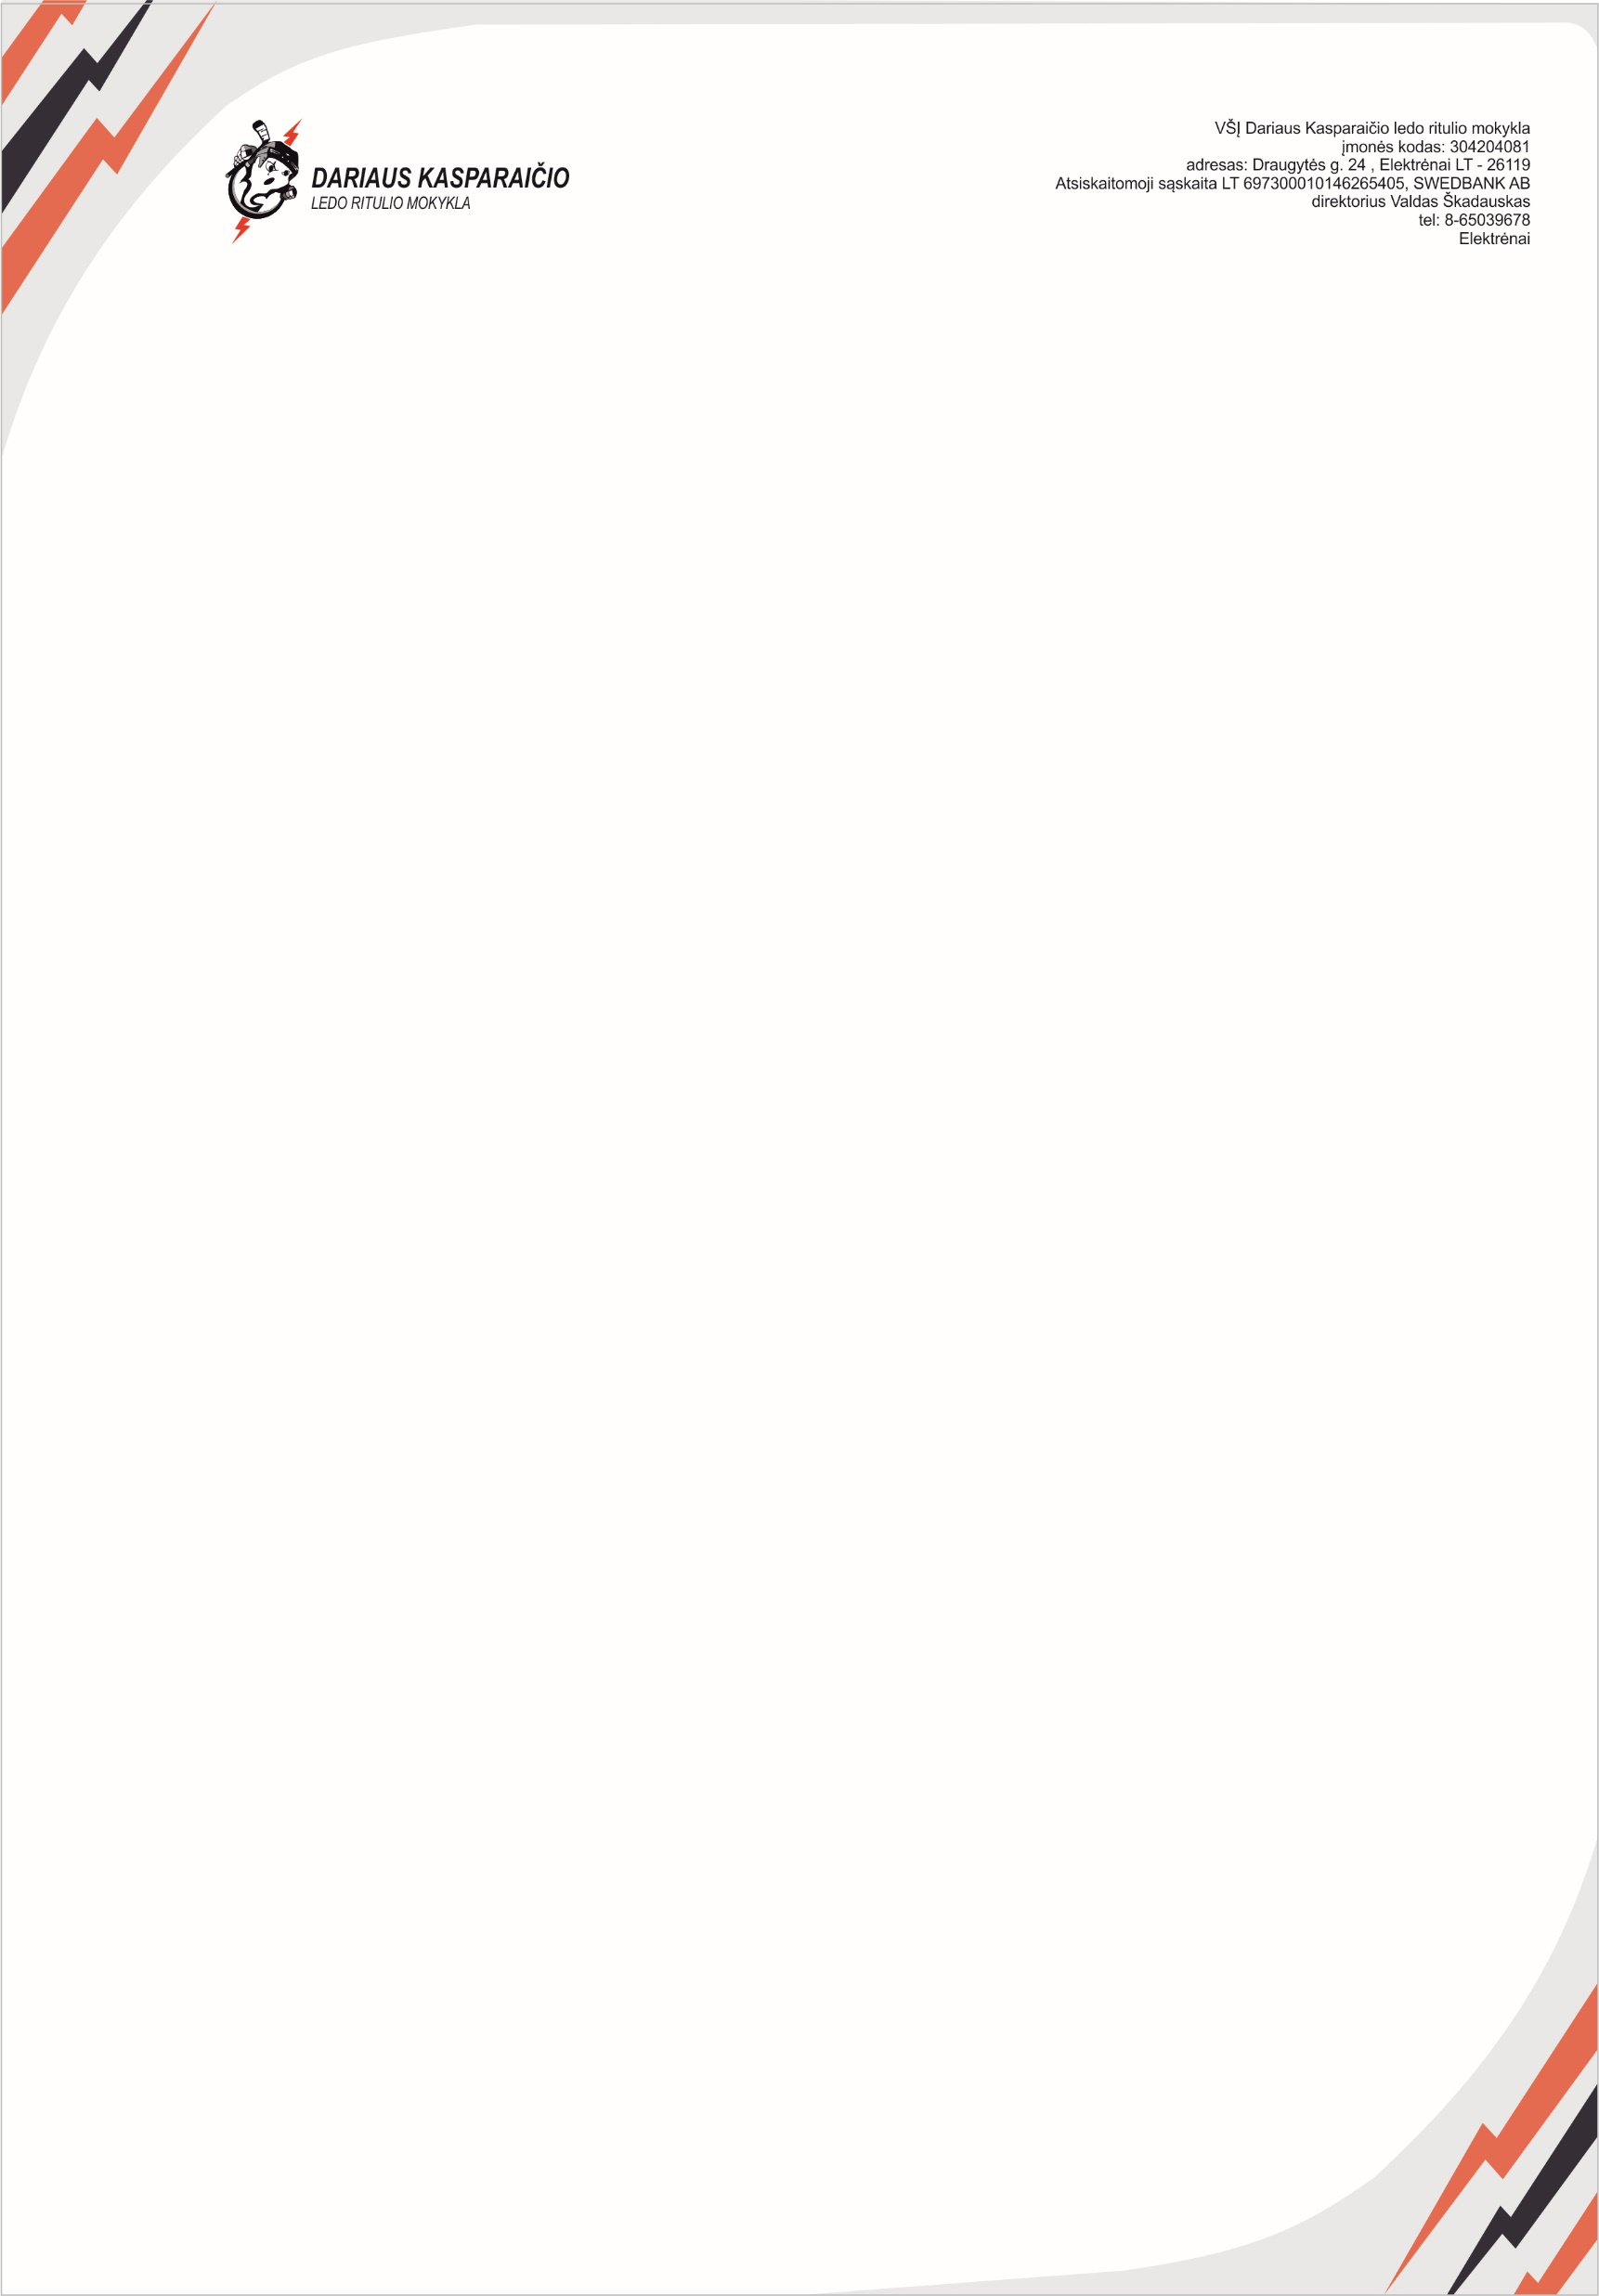 DARIAUS KASPARAIČIO
LEDO RITULIO MOKYKLA
VŠĮ Dariaus Kasparaičio ledo ritulio mokykla
įmonės kodas: 304204081
adresas: Draugytės g. 24 , Elektrėnai LT - 26119
Atsiskaitomoji sąskaita LT 697300010146265405, SWEDBANK AB
direktorius Valdas Škadauskas
tel: 8-65039678
Elektrėnai